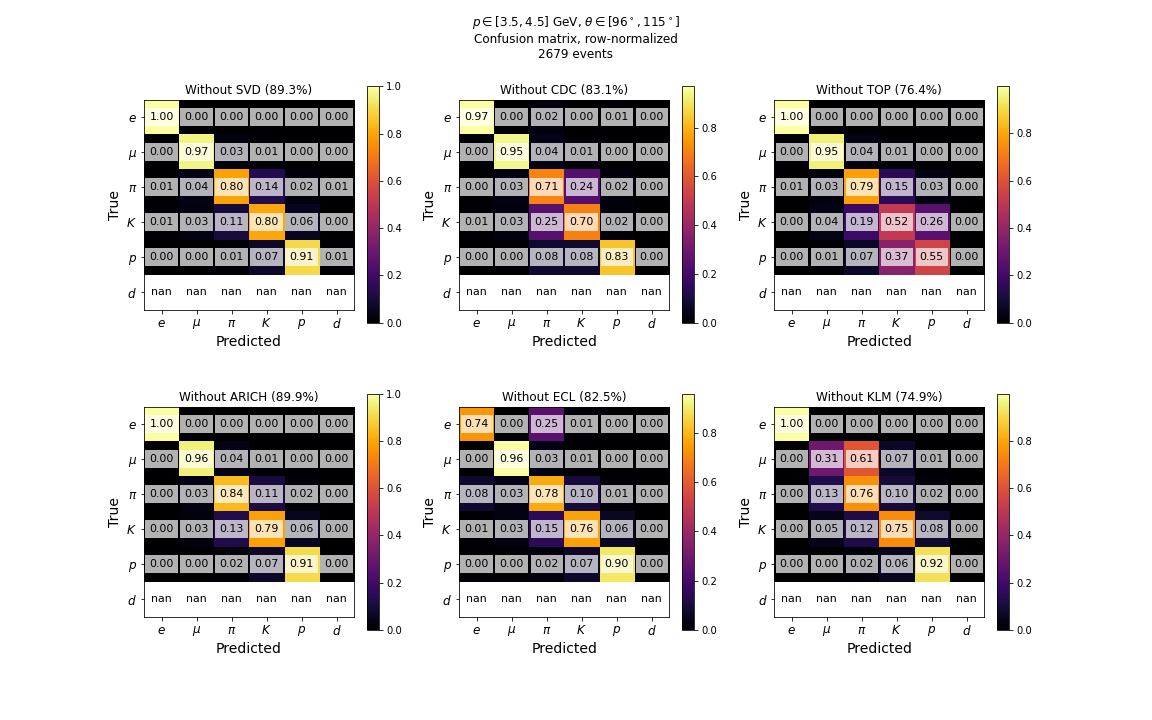 p ∈ [3.5, 4.5] GeV, θ ∈ [96°, 115°]
Confusion matrix, row-normalized
2679 events
Without SVD (89.3%)
True
e 1.00 0.00 0.00 0.00 0.00 0.00
μ 0.00 0.97 0.03 0.01 0.00 0.00
π 0.01 0.04 0.80 0.14 0.02 0.01
K 0.01 0.03 0.11 0.80 0.06 0.00
p 0.00 0.00 0.01 0.07 0.91 0.01
d nan nan nan nan nan nan
e μ π K p d
Predicted
1.0
0.8
0.6
0.4
0.2
0.0
Without CDC (83.1%)
True
e 0.97 0.00 0.02 0.00 0.01 0.00
μ 0.00 0.95 0.04 0.01 0.00 0.00
π 0.00 0.03 0.71 0.24 0.02 0.00
K 0.01 0.03 0.25 0.70 0.02 0.00
p 0.00 0.00 0.08 0.08 0.83 0.00
d nan nan nan nan nan nan
e μ π K p d
Predicted
0.8
0.6
0.4
0.2
0.0
Without TOP (76.4%)
True
e 1.00 0.00 0.00 0.00 0.00 0.00
μ 0.00 0.95 0.04 0.01 0.00 0.00
π 0.01 0.03 0.79 0.15 0.03 0.00
K 0.00 0.04 0.19 0.52 0.26 0.00
p 0.00 0.01 0.07 0.37 0.55 0.00
d nan nan nan nan nan nan
e μ π K p d
Predicted
0.8
0.6
0.4
0.2
0.0
Without ARICH (89.9%)
True
e 1.00 0.00 0.00 0.00 0.00 0.00
μ 0.00 0.96 0.04 0.01 0.00 0.00
π 0.00 0.03 0.84 0.11 0.02 0.00
K 0.00 0.03 0.13 0.79 0.06 0.00
p 0.00 0.00 0.02 0.07 0.91 0.00
d nan nan nan nan nan nan
e μ π K p d
Predicted
1.0
0.8
0.6
0.4
0.2
0.0
Without ECL (82.5%)
True
e 0.74 0.00 0.25 0.01 0.00 0.00
μ 0.00 0.96 0.03 0.01 0.00 0.00
π 0.08 0.03 0.78 0.10 0.01 0.00
K 0.01 0.03 0.15 0.76 0.06 0.00
p 0.00 0.00 0.02 0.07 0.90 0.00
d nan nan nan nan nan nan
e μ π K p d
Predicted
0.8
0.6
0.4
0.2
0.0
Without KLM (74.9%)
True
e 1.00 0.00 0.00 0.00 0.00 0.00
μ 0.00 0.31 0.61 0.07 0.01 0.00
π 0.00 0.13 0.76 0.10 0.02 0.00
K 0.00 0.05 0.12 0.75 0.08 0.00
p 0.00 0.00 0.02 0.06 0.92 0.00
d nan nan nan nan nan nan
e μ π K p d
Predicted
0.8
0.6
0.4
0.2
0.0